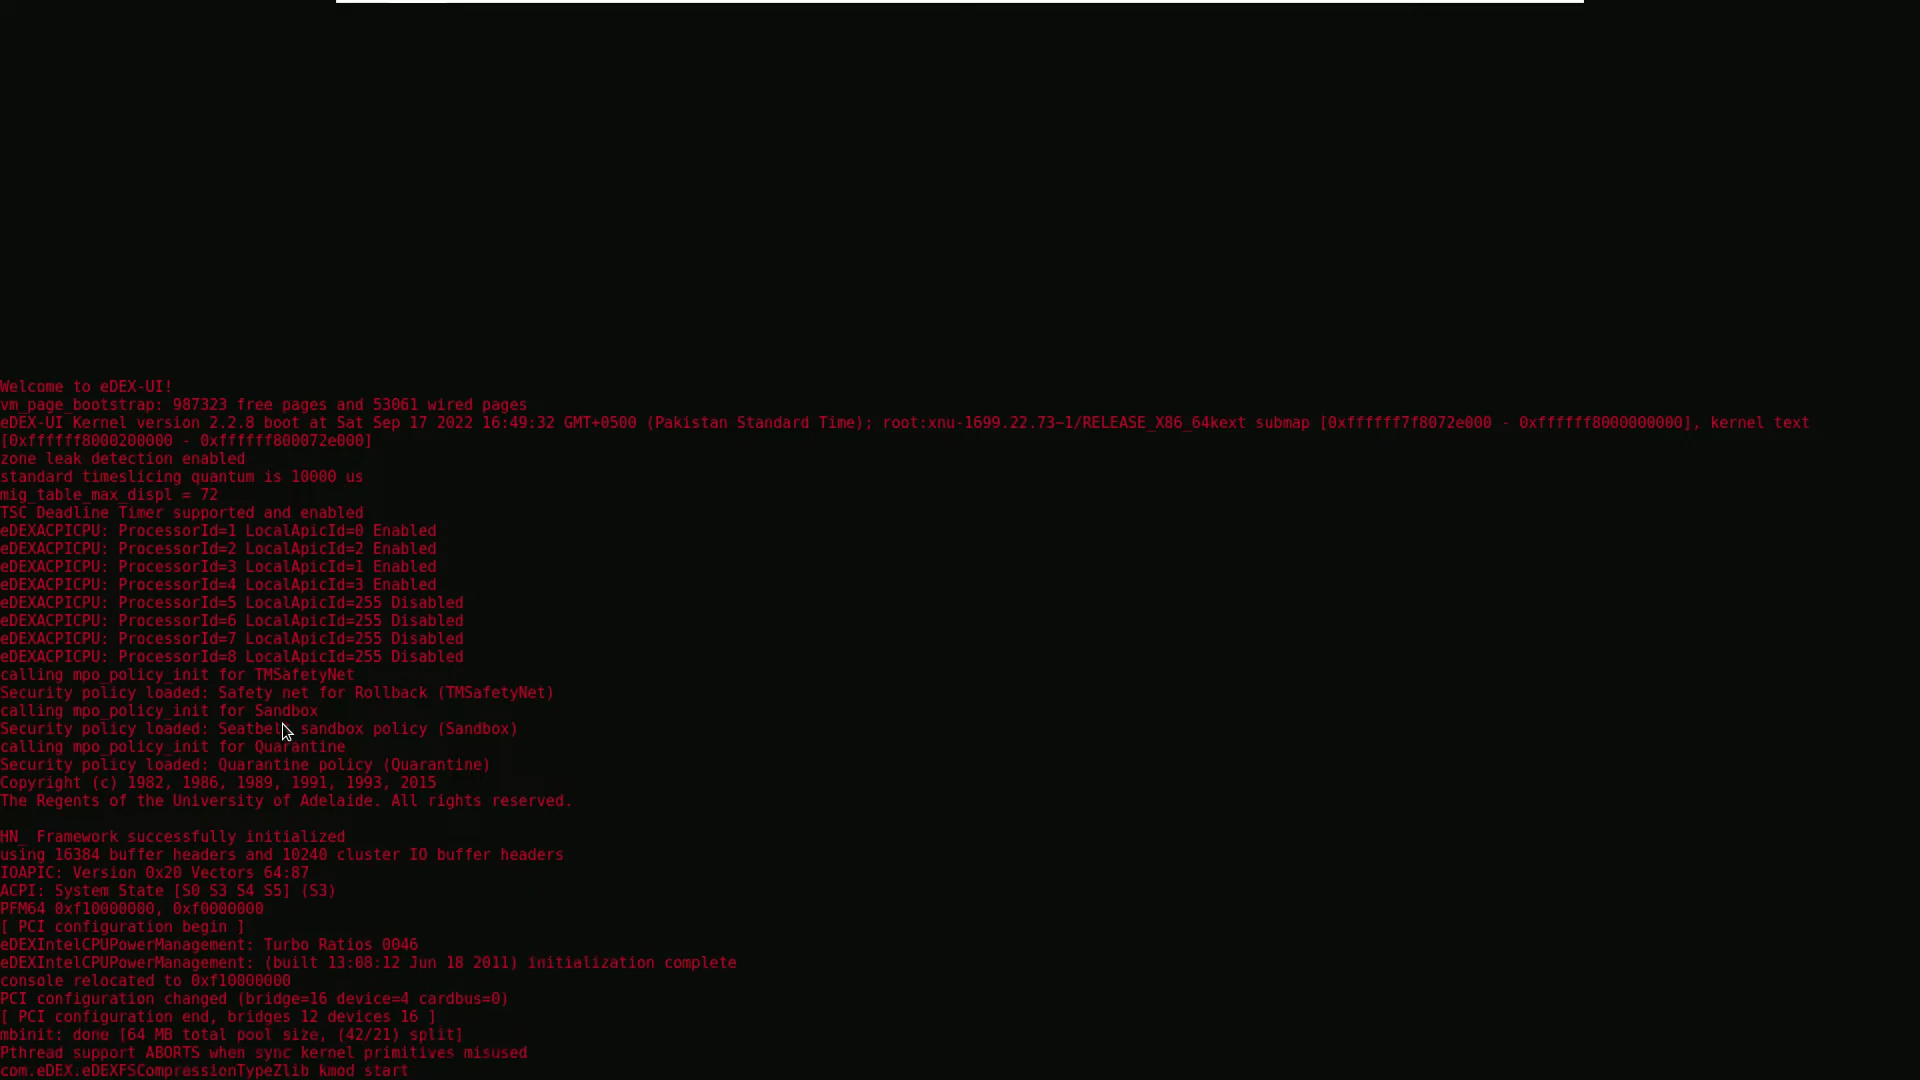 Welcome to eDEX-UI!
vm_page_bootstrap: 987323 free pages and 53061 wired pages
eDEX-UI Kernel version 2.2.8 boot at Sat Sep 17 2022 16:49:32 GMT+0500 (Pakistan Standard Time); root:xnu-1699.22.73~1/RELEASE_X86_64kext submap [0xffffff7f8072e000 - 0xffffff8000000000], kernel text
[0xffffff8000200000 - 0xffffff800072e000]
zone leak detection enabled
standard timeslicing quantum is 10000 us
mig_table_max_displ = 72
TSC Deadline Timer supported and enabled
eDEXACPICPU: ProcessorId=1 LocalApicId=0 Enabled
eDEXACPICPU: ProcessorId=2 LocalApicId=2 Enabled
eDEXACPICPU: ProcessorId=3 LocalApicId=1 Enabled
eDEXACPICPU: ProcessorId=4 LocalApicId=3 Enabled
eDEXACPICPU: ProcessorId=5 LocalApicId=255 Disabled
eDEXACPICPU: ProcessorId=6 LocalApicId=255 Disabled
eDEXACPICPU: ProcessorId=7 LocalApicId=255 Disabled
eDEXACPICPU: ProcessorId=8 LocalApicId=255 Disabled
calling mpo_policy_init for TMSafetyNet
Security policy loaded: Safety net for Rollback (TMSafetyNet)
calling mpo_policy_init for Sandbox
Security policy loaded: Seatbelt sandbox policy (Sandbox)
calling mpo_policy_init for Quarantine
Security policy loaded: Quarantine policy (Quarantine)
Copyright (c) 1982, 1986, 1989, 1991, 1993, 2015
The Regents of the University of Adelaide. All rights reserved.
HN_ Framework successfully initialized
using 16384 buffer headers and 10240 cluster IO buffer headers
IOAPIC: Version 0x20 Vectors 64:87
ACPI: System State [S0 S3 S4 S5] (S3)
PFM64 0xf10000000, 0xf0000000
[ PCI configuration begin ]
eDEXIntelCPUPowerManagement: Turbo Ratios 0046
eDEXIntelCPUPowerManagement: (built 13:08:12 Jun 18 2011) initialization complete
console relocated to 0xf10000000
PCI configuration changed (bridge=16 device=4 cardbus=0)
[ PCI configuration end, bridges 12 devices 16 ]
mbinit: done [64 MB total pool size, (42/21) split]
Pthread support ABORTS when sync kernel primitives misused
com.eDEX.eDEXFSCompressionTypeZlib kmod start